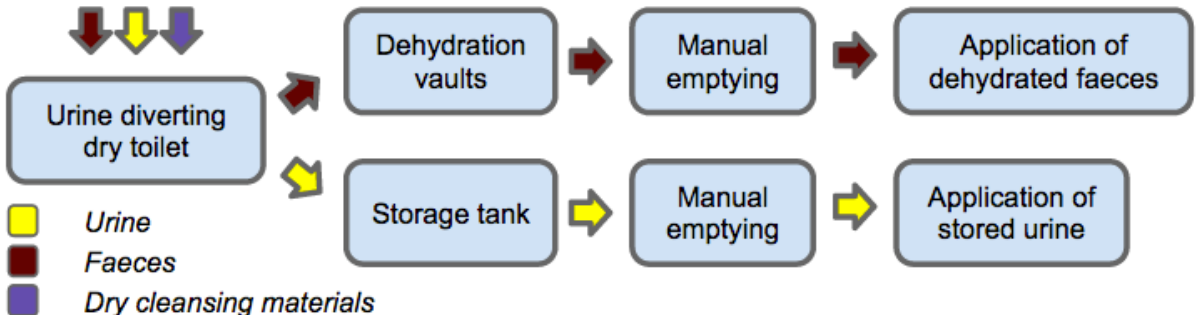 Urine diverting
dry toilet
Dehydration
vaults
Manual
emptying
Application of
dehydrated faeces
Storage tank
Manual
emptying
Application of
stored urine
Urine
Faeces
Dry cleansing materials